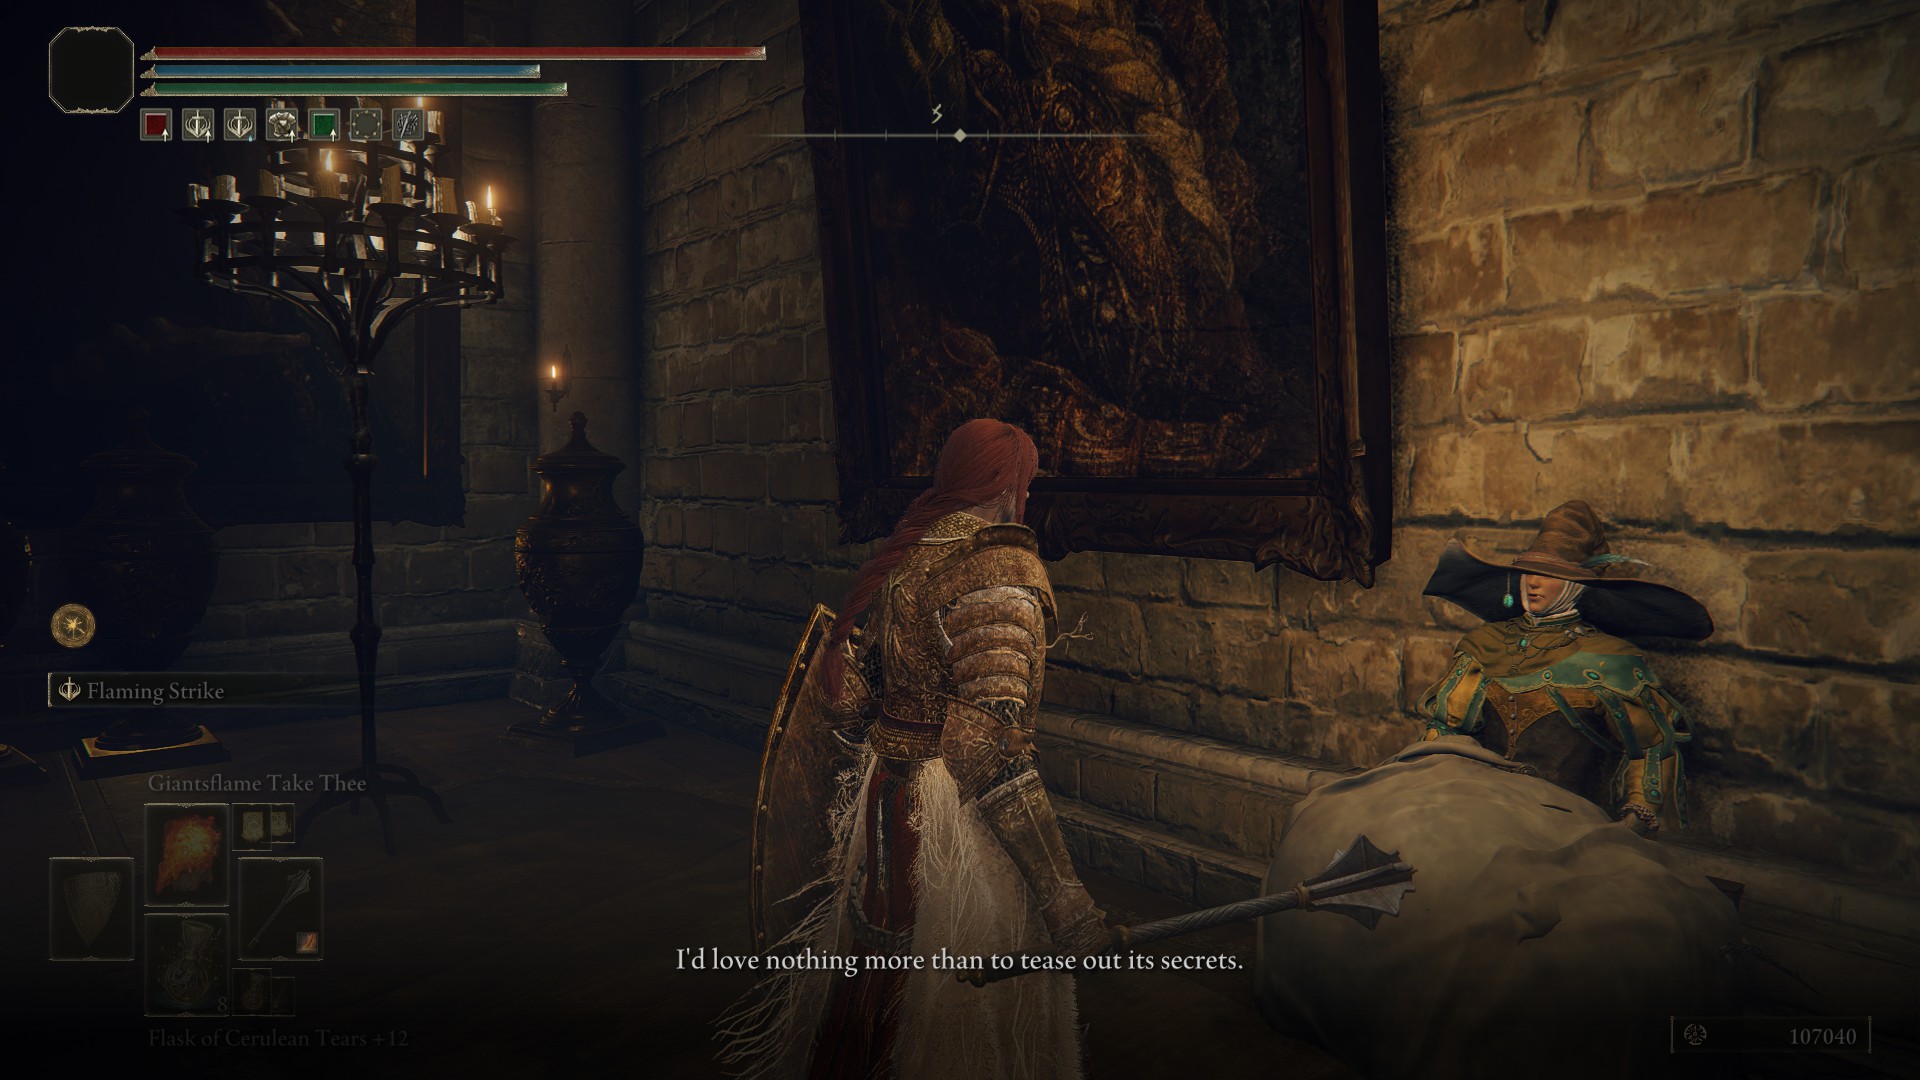 Flaming Strike
Giantsflame Take Thee
8
Flask of Cerulean Tears +12
I'd love nothing more than to tease out its secrets.
107040